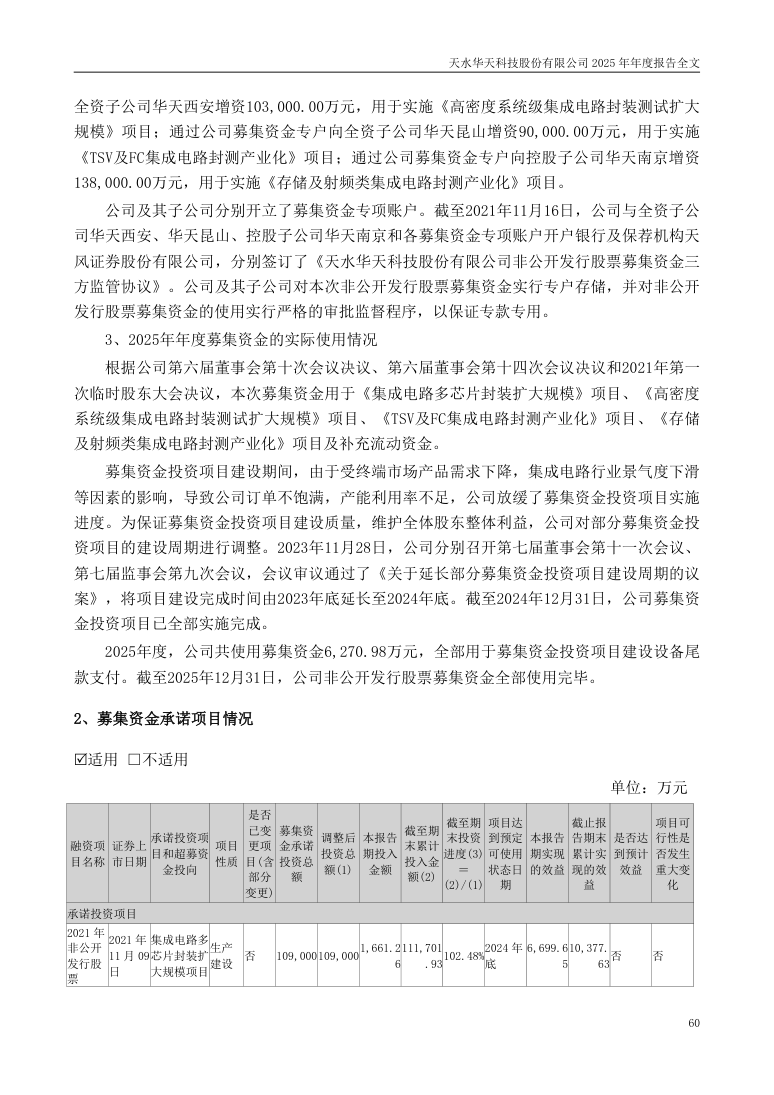 天水华天科技股份有限公司 2025 年年度报告全文
全资子公司华天西安增资103,000.00万元，用于实施《高密度系统级集成电路封装测试扩大
规模》项目；通过公司募集资金专户向全资子公司华天昆山增资90,000.00万元，用于实施
《TSV及FC集成电路封测产业化》项目；通过公司募集资金专户向控股子公司华天南京增资
138,000.00万元，用于实施《存储及射频类集成电路封测产业化》项目。
公司及其子公司分别开立了募集资金专项账户。截至2021年11月16日，公司与全资子公
司华天西安、华天昆山、控股子公司华天南京和各募集资金专项账户开户银行及保荐机构天
风证券股份有限公司，分别签订了《天水华天科技股份有限公司非公开发行股票募集资金三
方监管协议》。公司及其子公司对本次非公开发行股票募集资金实行专户存储，并对非公开
发行股票募集资金的使用实行严格的审批监督程序，以保证专款专用。
3、2025年年度募集资金的实际使用情况
根据公司第六届董事会第十次会议决议、第六届董事会第十四次会议决议和2021年第一
次临时股东大会决议，本次募集资金用于《集成电路多芯片封装扩大规模》项目、《高密度
系统级集成电路封装测试扩大规模》项目、《TSV及FC集成电路封测产业化》项目、《存储
及射频类集成电路封测产业化》项目及补充流动资金。
募集资金投资项目建设期间，由于受终端市场产品需求下降，集成电路行业景气度下滑
等因素的影响，导致公司订单不饱满，产能利用率不足，公司放缓了募集资金投资项目实施
进度。为保证募集资金投资项目建设质量，维护全体股东整体利益，公司对部分募集资金投
资项目的建设周期进行调整。2023年11月28日，公司分别召开第七届董事会第十一次会议、
第七届监事会第九次会议，会议审议通过了《关于延长部分募集资金投资项目建设周期的议
案》，将项目建设完成时间由2023年底延长至2024年底。截至2024年12月31日，公司募集资
金投资项目已全部实施完成。
2025年度，公司共使用募集资金6,270.98万元，全部用于募集资金投资项目建设设备尾
款支付。截至2025年12月31日，公司非公开发行股票募集资金全部使用完毕。
2、募集资金承诺项目情况
☑适用 □不适用
单位：万元
融资项
目名称
证券上
市日期
承诺投资项
目和超募资
金投向
项目
性质
是否
已变
更项
目(含
部分
变更)
募集资
金承诺
投资总
额
调整后
投资总
额(1)
本报告
期投入
金额
截至期
末累计
投入金
额(2)
截至期
末投资
进度(3)
＝
(2)/(1)
项目达
到预定
可使用
状态日
期
本报告
期实现
的效益
截止报
告期末
累计实
现的效
益
是否达
到预计
效益
项目可
行性是
否发生
重大变
化
承诺投资项目
2021 年
非公开
发行股
票
2021 年
11 月 09
日
集成电路多
芯片封装扩
大规模项目
生产
建设
否
109,000
109,000
1,661.2
6
111,701
.93
102.48%
2024 年
底
6,699.6
5
10,377.
63
否
否
60